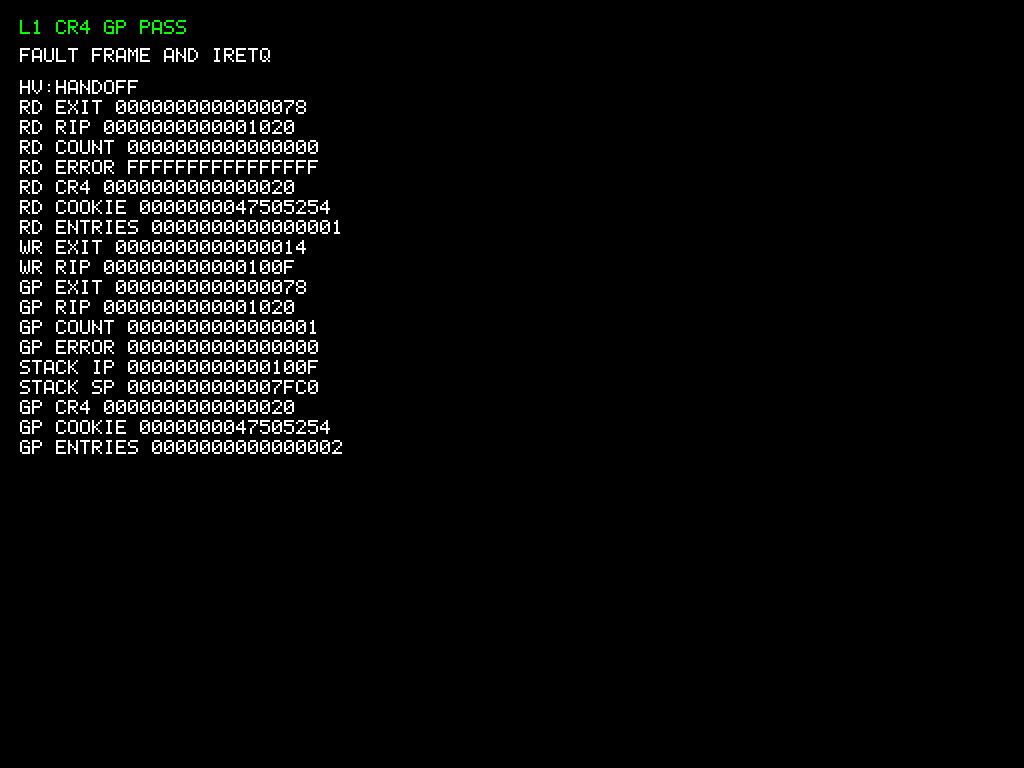 L1 CR4 GP PASS
FAULT FRAME AND IRETQ
HV:HANDOFF
RD EXIT 0000000000000078
RD RIP 0000000000001020
RD COUNT 0000000000000000
RD ERROR FFFFFFFFFFFFFFFF
RD CR4 0000000000000020
RD COOKIE 0000000047505254
RD ENTRIES 0000000000000001
WR EXIT 0000000000000014
WR RIP 000000000000100F
GP EXIT 0000000000000078
GP RIP 0000000000001020
GP COUNT 0000000000000001
GP ERROR 0000000000000000
STACK IP 000000000000100F
STACK SP 0000000000007FC0
GP CR4 0000000000000020
GP COOKIE 0000000047505254
GP ENTRIES 0000000000000002